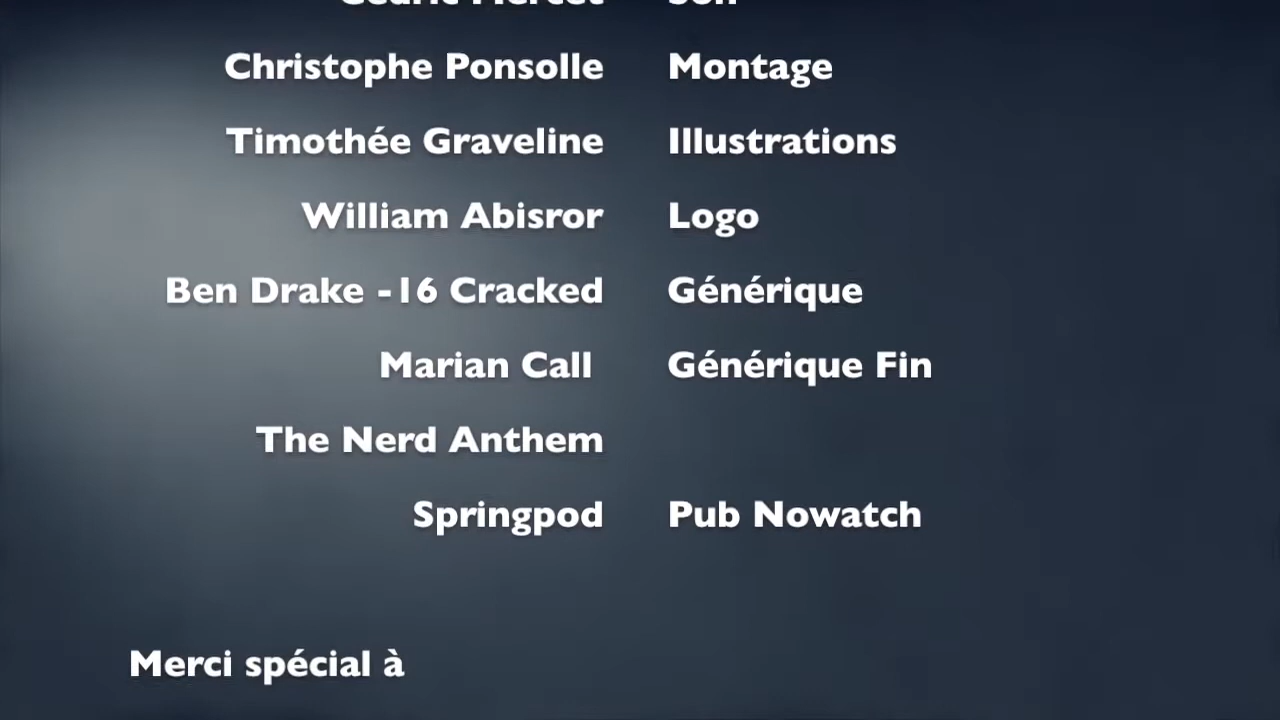 Christophe Ponsolle Montage
Timothée Graveline Illustrations
William Abisror Logo
Ben Drake -16 Cracked Générique
Marian Call Générique Fin
The Nerd Anthem
Springpod Pub Nowatch
Merci spécial à